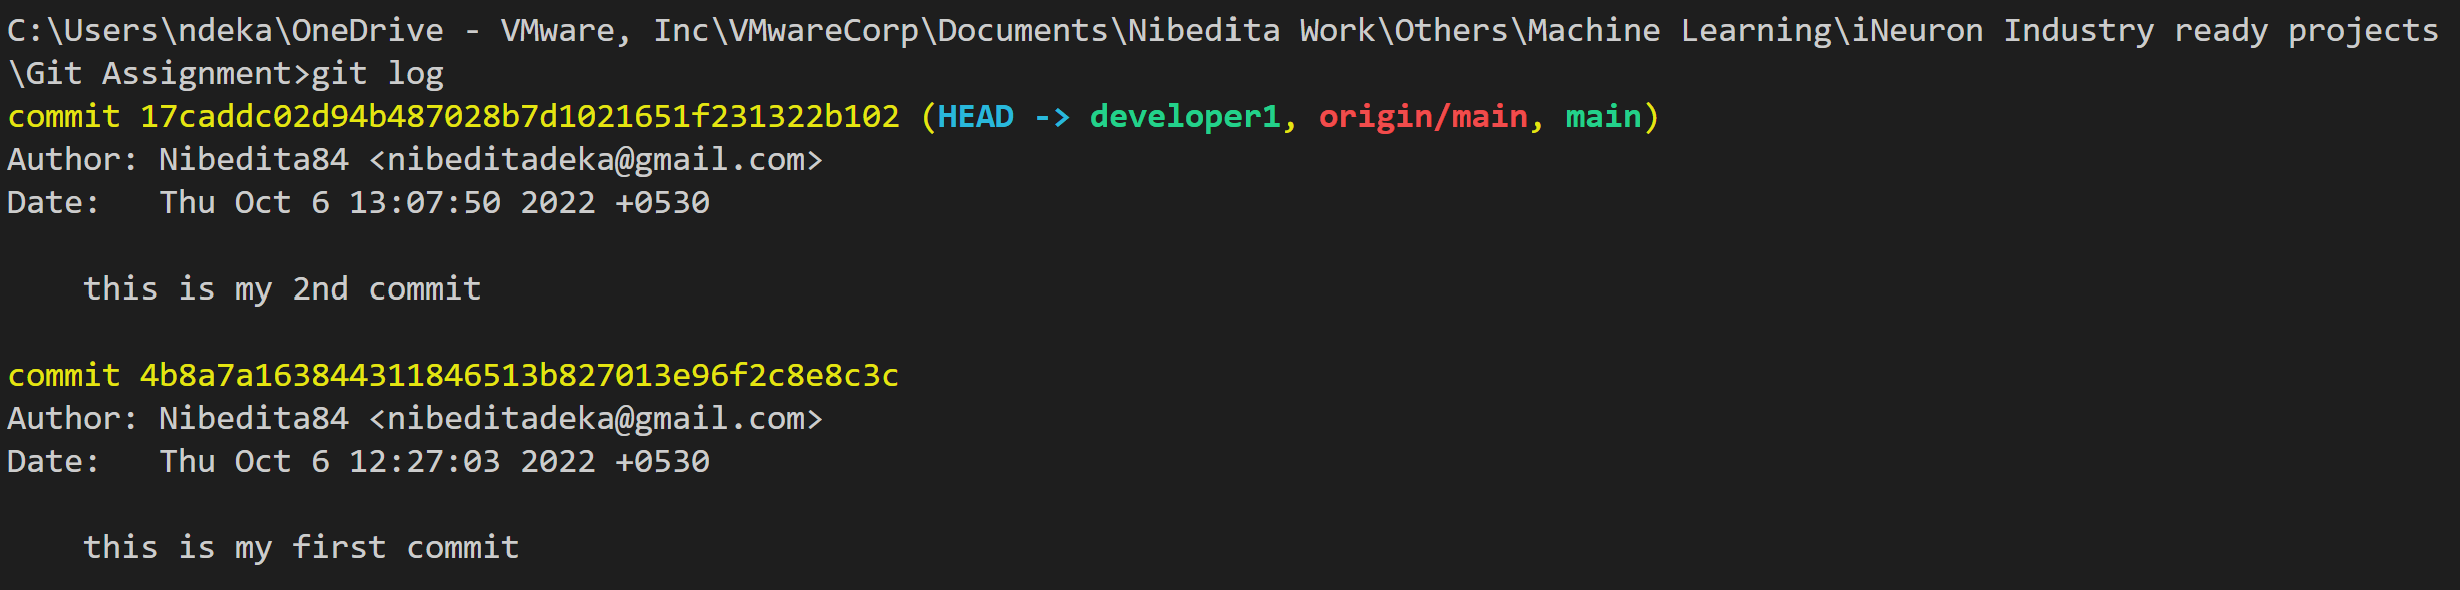 C:\Users\ndeka\OneDrive - VMware, Inc\VMwareCorp\Documents\Nibedita Work\Others\Machine Learning\iNeuron Industry ready projects
\Git Assignment>git log
commit 17caddc02d94b487028b7d1021651f231322b102 (HEAD -> developer1, origin/main, main)
Author: Nibedita84 <nibeditadeka@gmail.com>
Date:   Thu Oct 6 13:07:50 2022 +0530
    this is my 2nd commit
commit 4b8a7a163844311846513b827013e96f2c8e8c3c
Author: Nibedita84 <nibeditadeka@gmail.com>
Date:   Thu Oct 6 12:27:03 2022 +0530
    this is my first commit